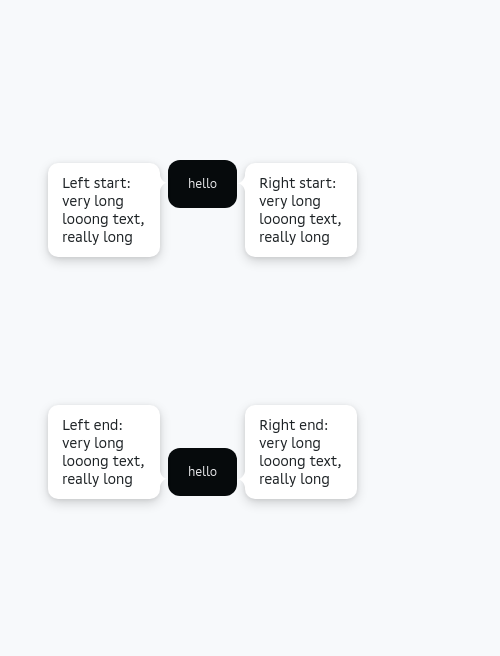 Left start:
very long
looong text,
really long
hello
Right start:
very long
looong text,
really long
Left end:
very long
looong text,
really long
hello
Right end:
very long
looong text,
really long